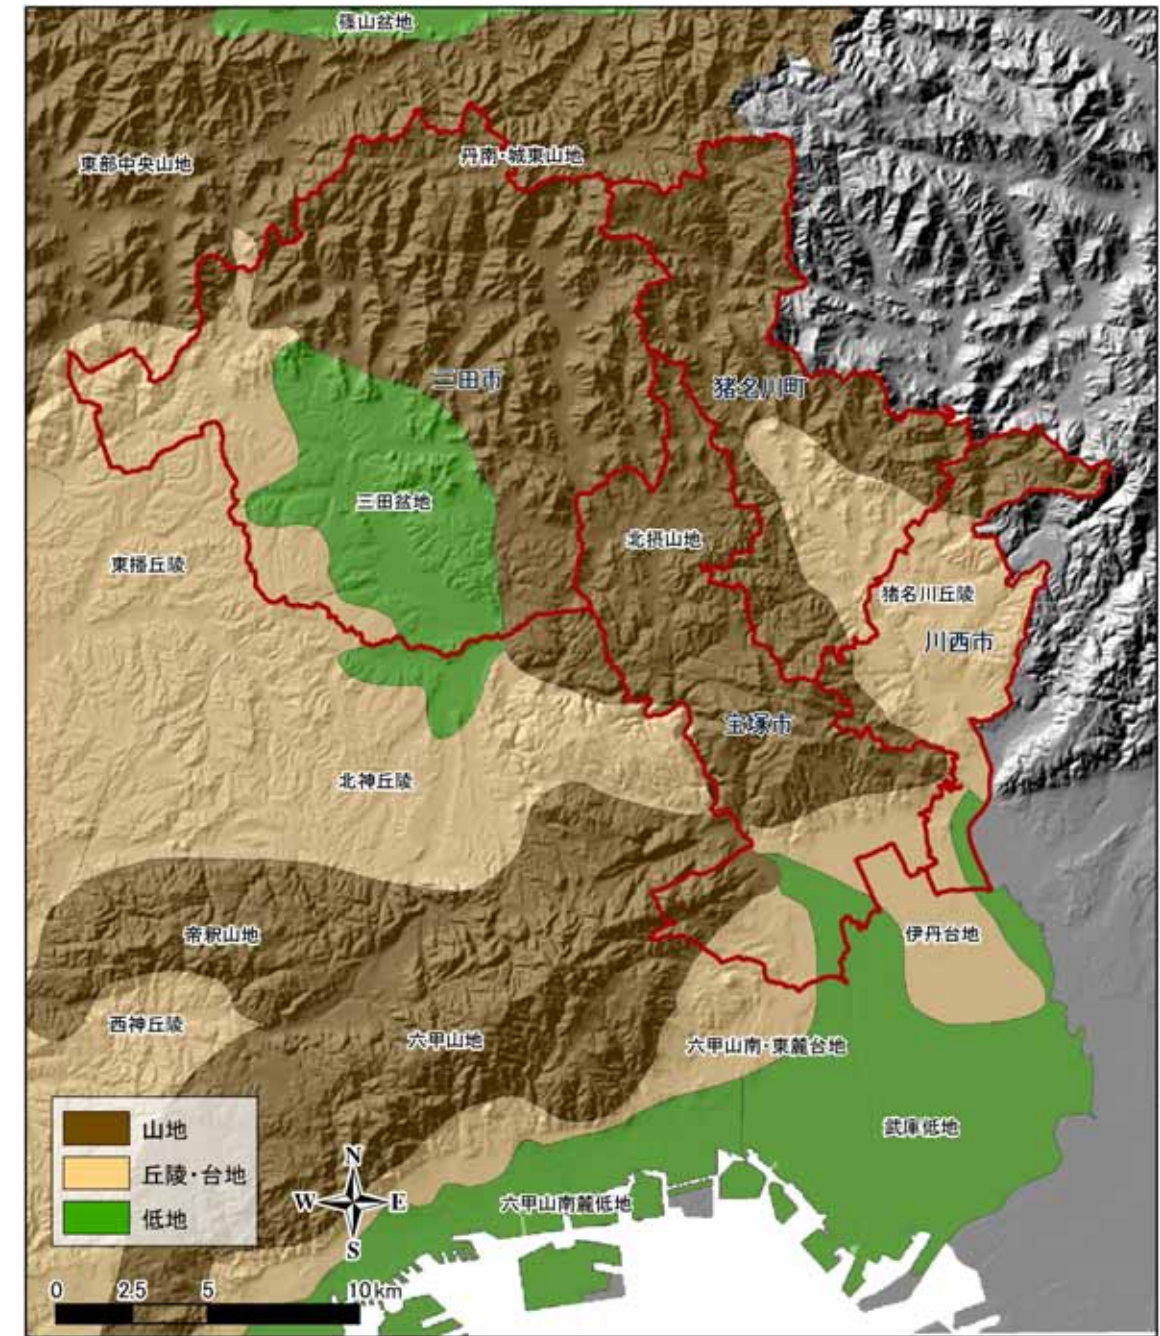 篠山盆地
東部中央山地
丹南・城東山地
三田市
猪名川町
三田盆地
北摂山地
東播丘陵
猪名川丘陵
川西市
宝塚市
北神丘陵
帝釈山地
伊丹台地
西神丘陵
六甲山地
六甲山南・東麓台地
武庫低地
六甲山南麓低地
山地
丘陵・台地
低地
N
W E
S
0 2.5 5 10km